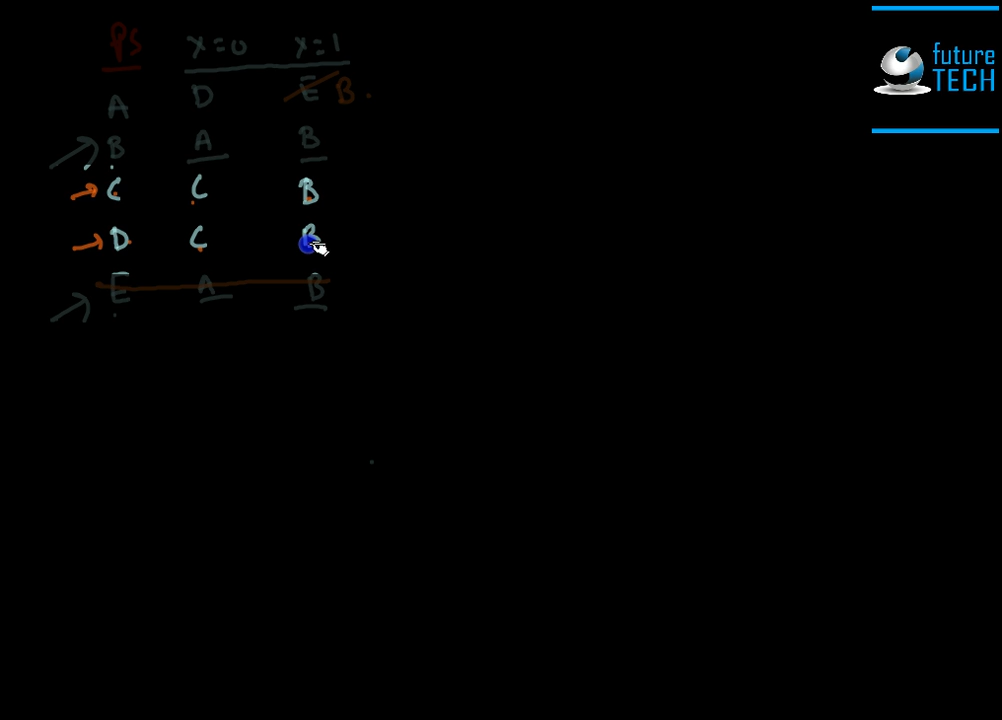 future
TECH
PS X=0 X=1
A D E B.
B A B
C C B
D C B
E A B